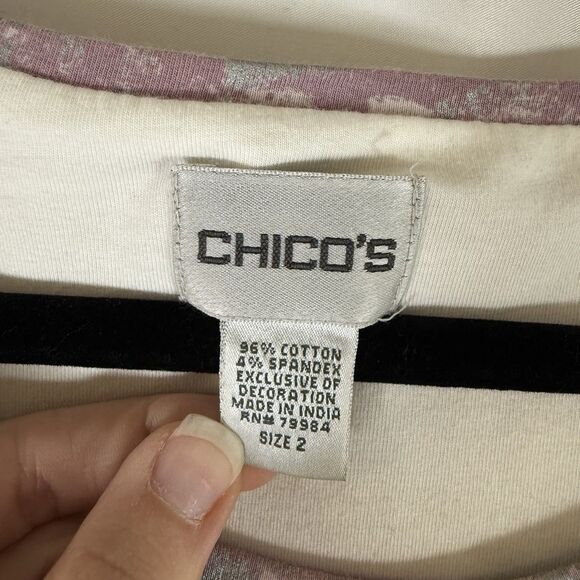 CHICO'S
96% COTTON
4% SPANDEX
EXCLUSIVE OF
DECORATION
MADE IN INDIA
RN# 79984
SIZE 2